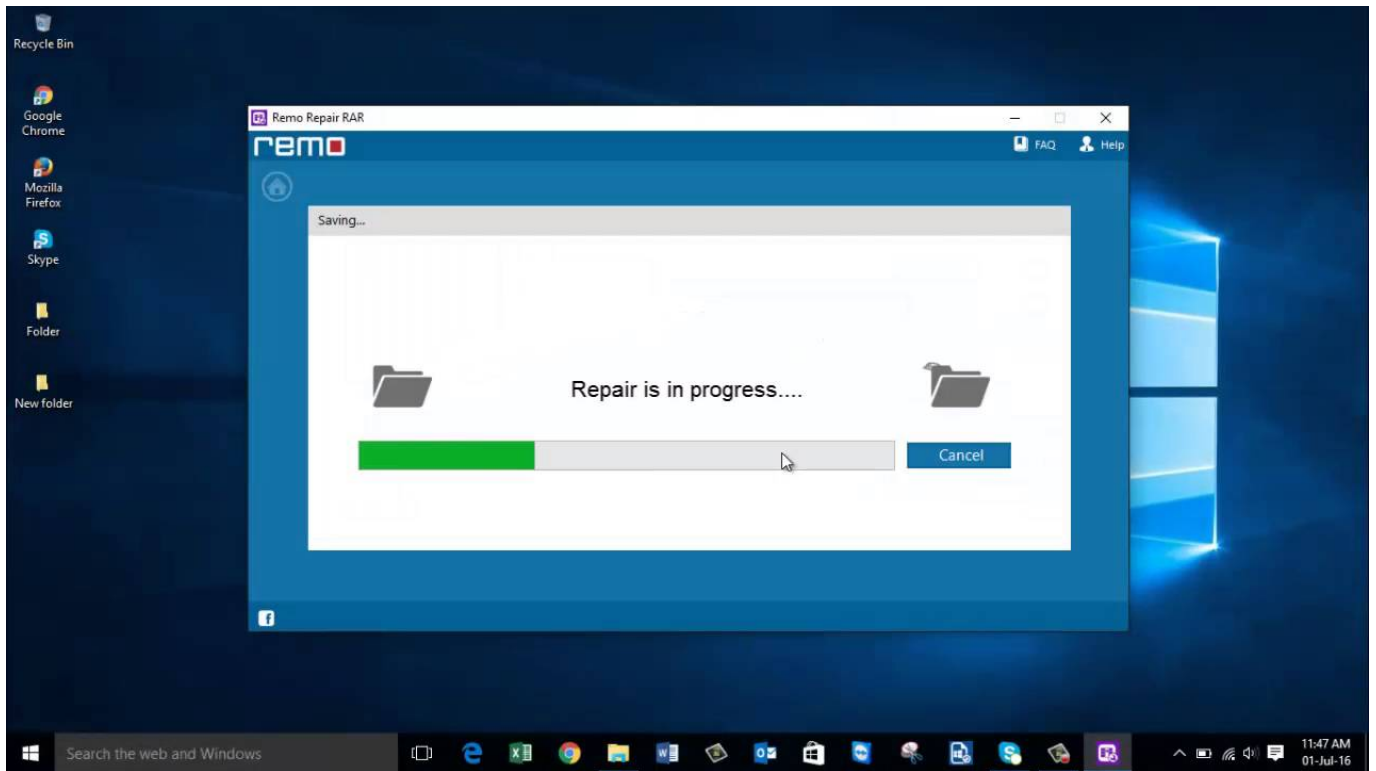 Recycle Bin
Google
Chrome
Mozilla
Firefox
Skype
Folder
New folder
Remo Repair RAR
remo
FAQ
Help
Saving...
Repair is in progress....
Cancel
Search the web and Windows
11:47 AM
01-Jul-16